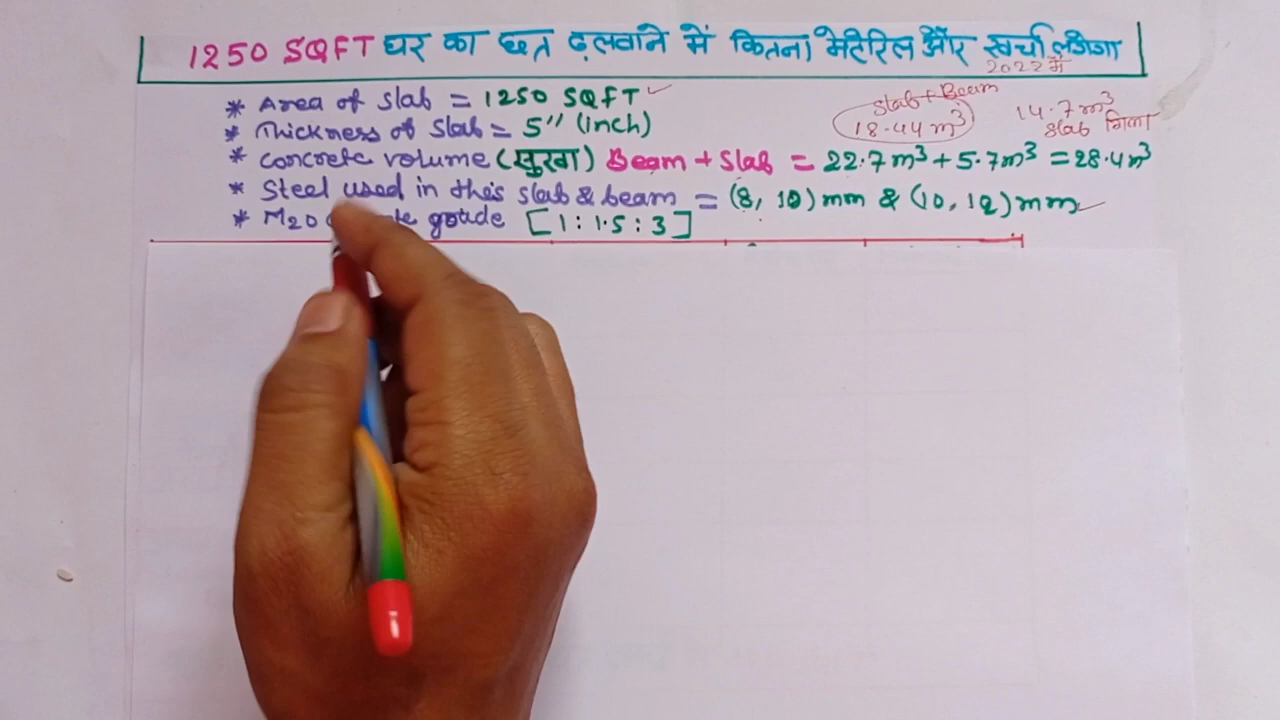 1250 SQFT घर का छत ढ़लवाने में कितना मेटेरिल और खर्चा लगेगा
2022 में
* Area of slab = 1250 SQFT ✓
* Thickness of slab = 5" (inch)
slab + Beam
18.44 m³
14.7 m³
slab गिला
* Concrete volume (सुखा) Beam + Slab = 22.7 m³ + 5.7 m³ = 28.4 m³
* Steel used in this slab & beam = (8, 10) mm & (10, 12) mm ✓
* M20 grade [1 : 1.5 : 3]